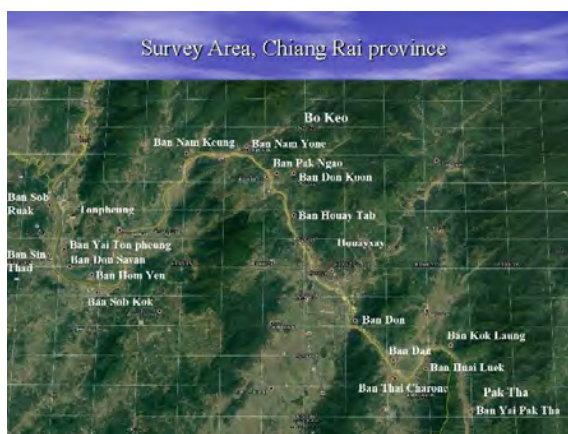 Survey Area, Chiang Rai province
Bo Keo
Ban Nam Keung
Ban Nam Yone
Ban Pak Ngao
Ban Don Koon
Ban Sob
Ruak
Tonpheung
Ban Houay Tab
Ban Yai Ton pheung
Ban Sin
Thai
Ban Don Savan
Houayxay
Ban Hom Yen
Ban Sob Kok
Ban Don
Ban Kok Laung
Ban Dan
Ban Huai Luek
Ban Thai Charone
Pak Tha
Ban Yai Pak Tha